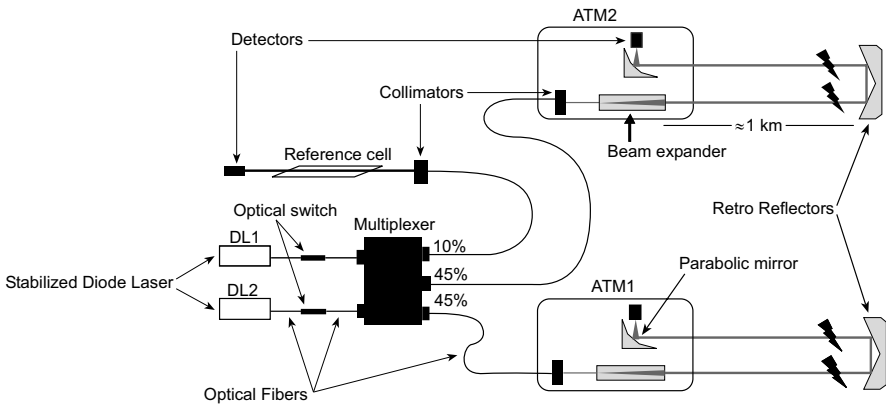 ATM2
Detectors
Collimators
≈1 km
Beam expander
Reference cell
Retro Reflectors
Optical switch
Multiplexer
DL1
10%
Stabilized Diode Laser
45%
Parabolic mirror
DL2
45%
ATM1
Optical Fibers